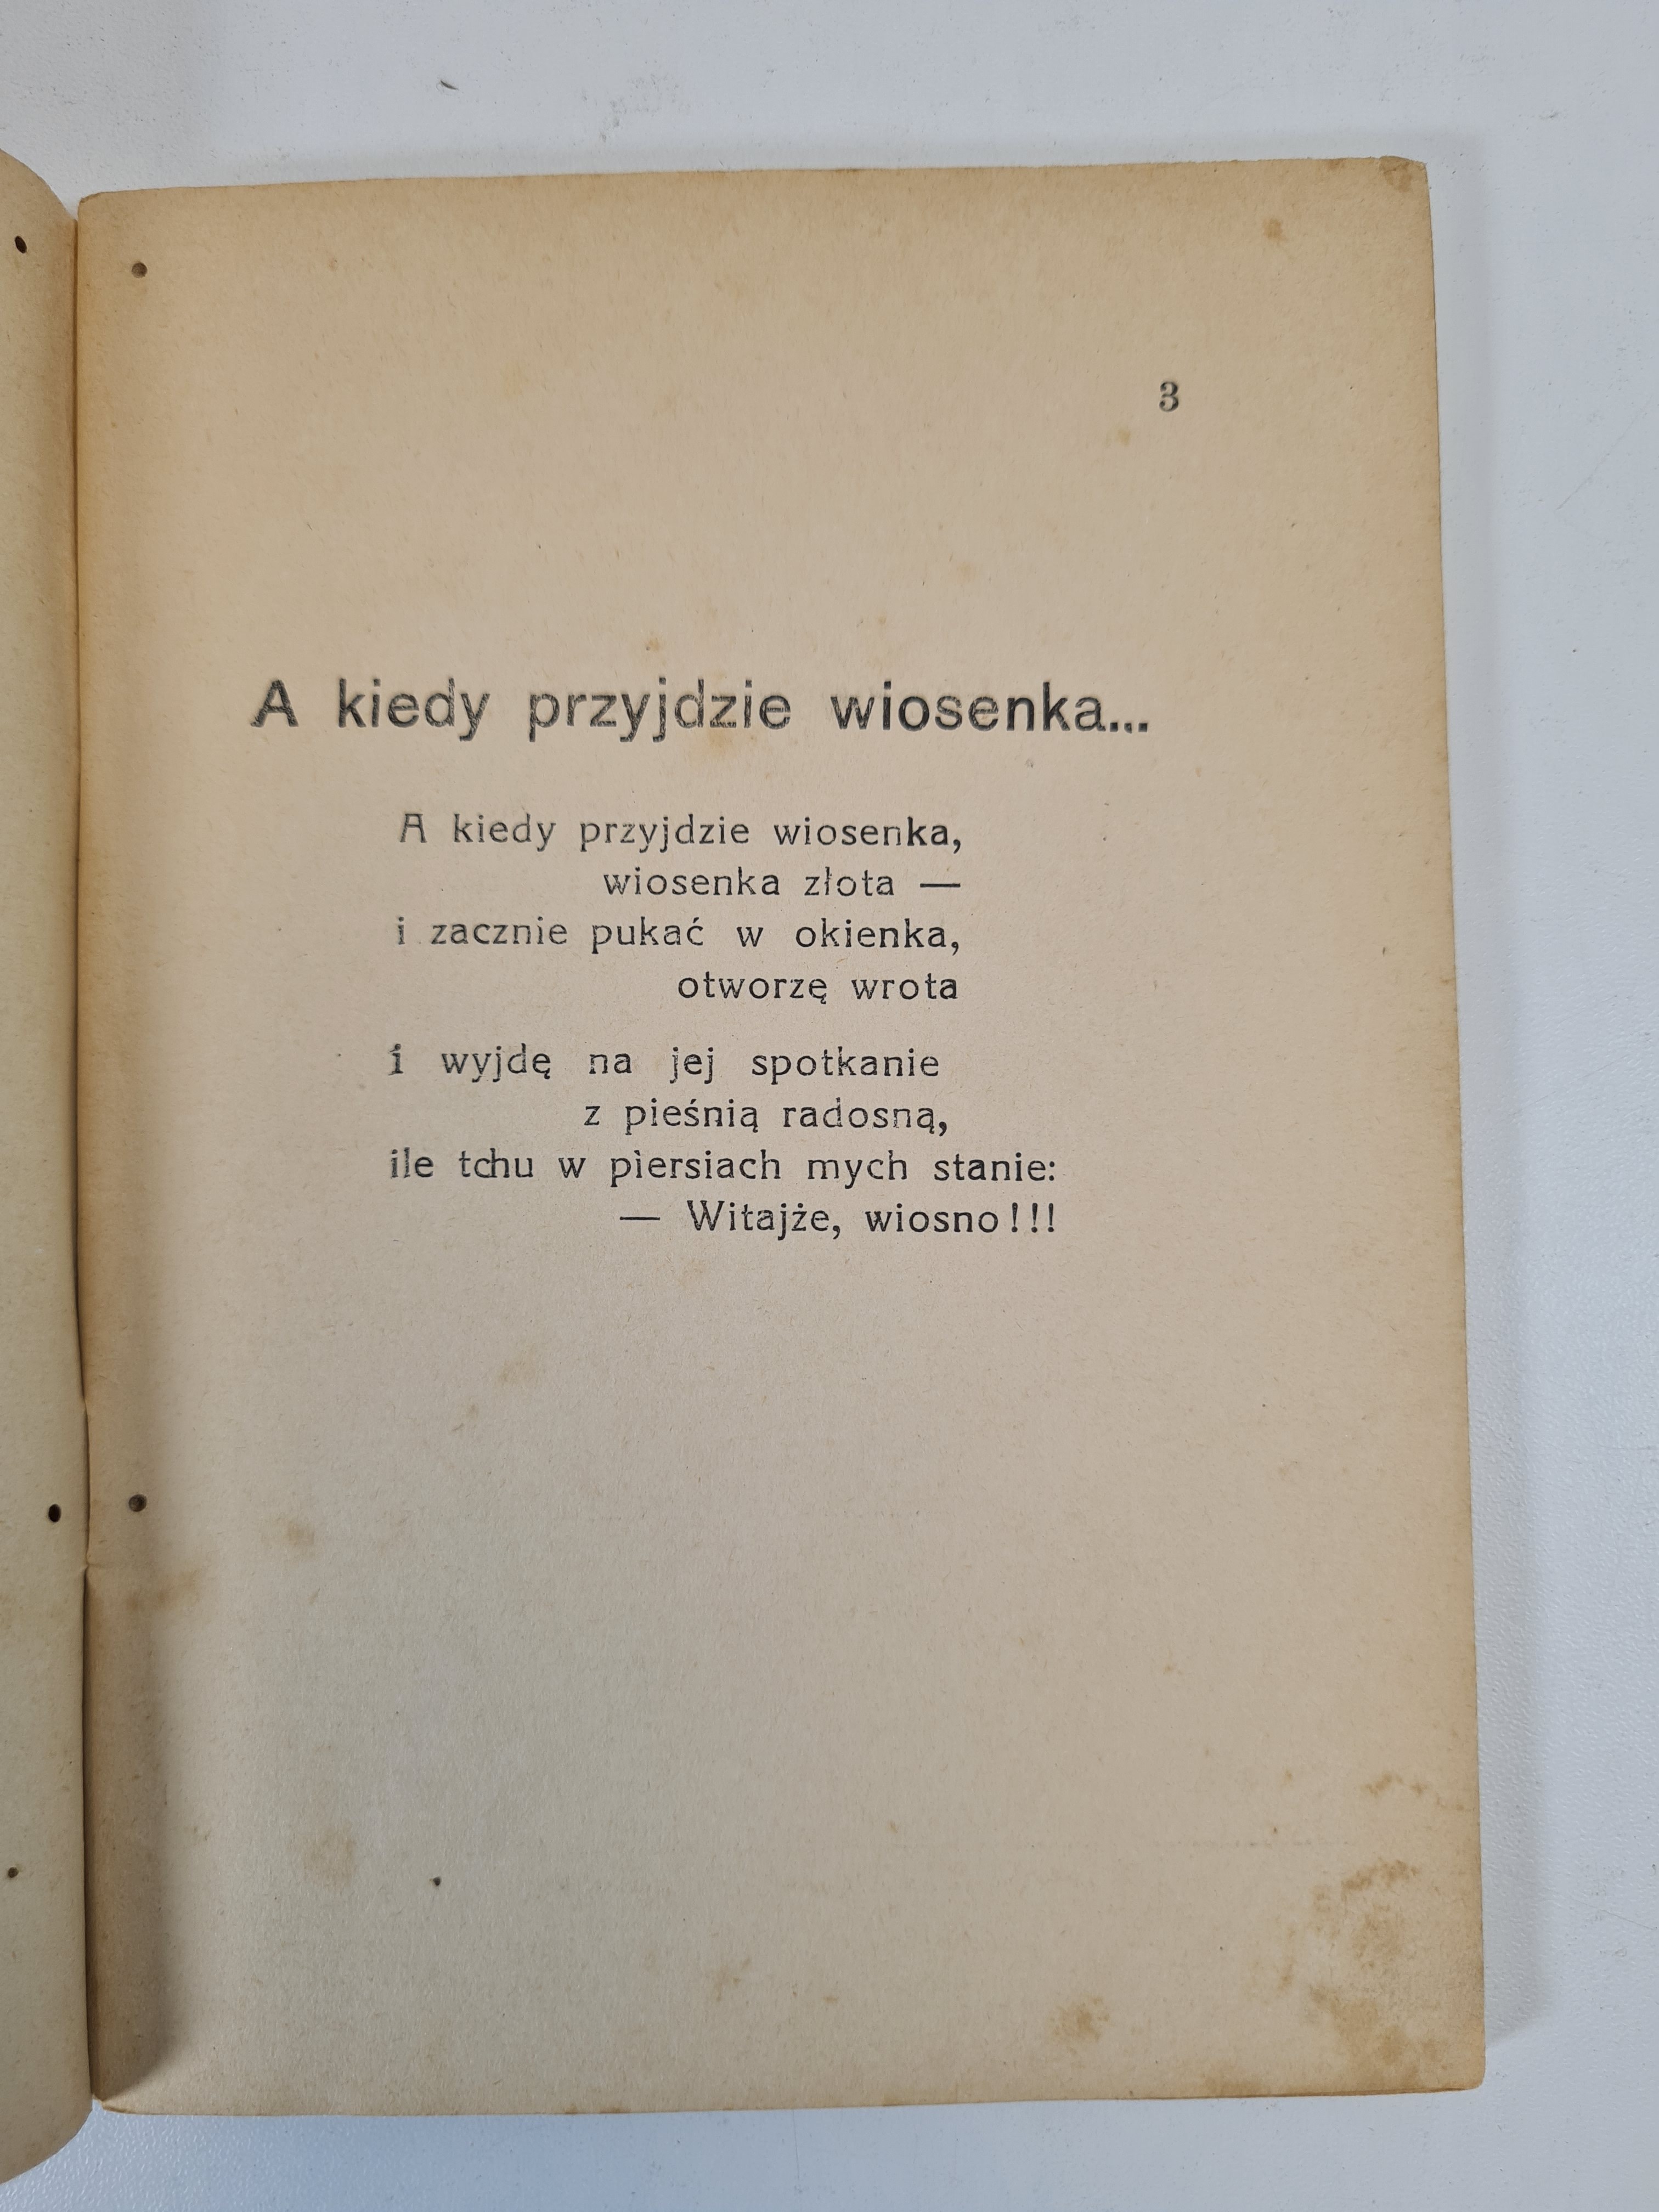 3
A kiedy przyjdzie wiosenka...
A kiedy przyjdzie wiosenka,
wiosenka złota —
i zacznie pukać w okienka,
otworzę wrota
i wyjdę na jej spotkanie
z pieśnią radosną,
ile tchu w piersiach mych stanie:
— Witajże, wiosno!!!